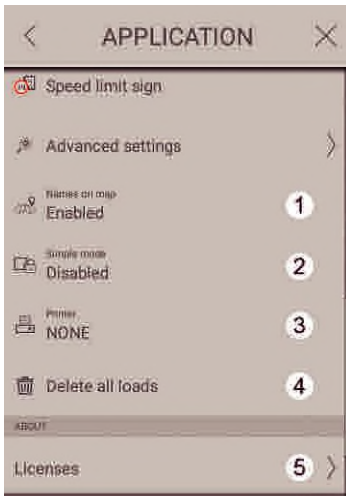 APPLICATION
Speed limit sign
Advanced settings
Names on map
Enabled
1
Simple mode
Disabled
2
Printer
NONE
3
Delete all loads
4
ABOUT
Licenses
5